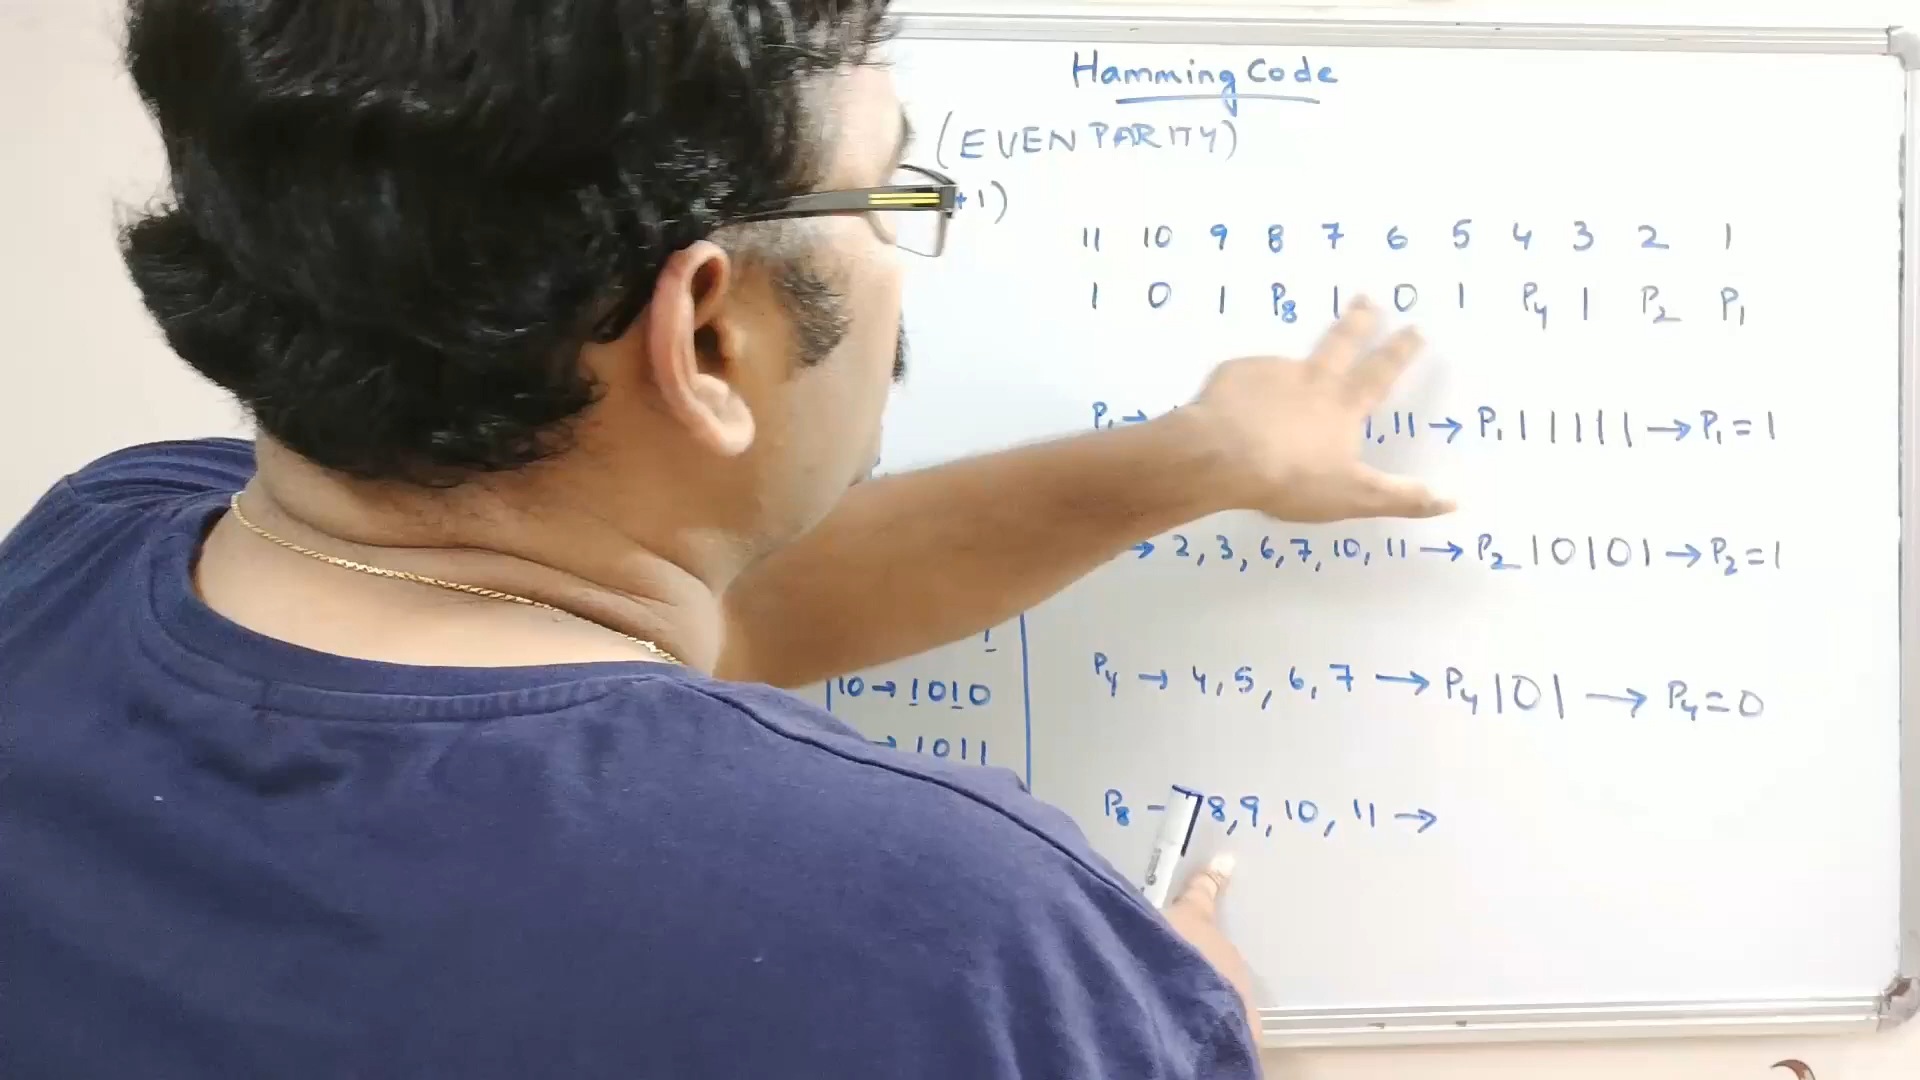 Hamming Code
(EVEN PARITY)
+1)
11 10 9 8 7 6 5 4 3 2 1
1 0 1 P8 1 0 1 P4 1 P2 P1
P1 → 1,11 → P1 1 1 1 1 1 → P1 = 1
→ 2, 3, 6, 7, 10, 11 → P2 1 0 1 0 1 → P2 = 1
1
P4 → 4, 5, 6, 7 → P4 1 0 1 → P4 = 0
10 → 1010
→ 1011
P8 - 8, 9, 10, 11 →